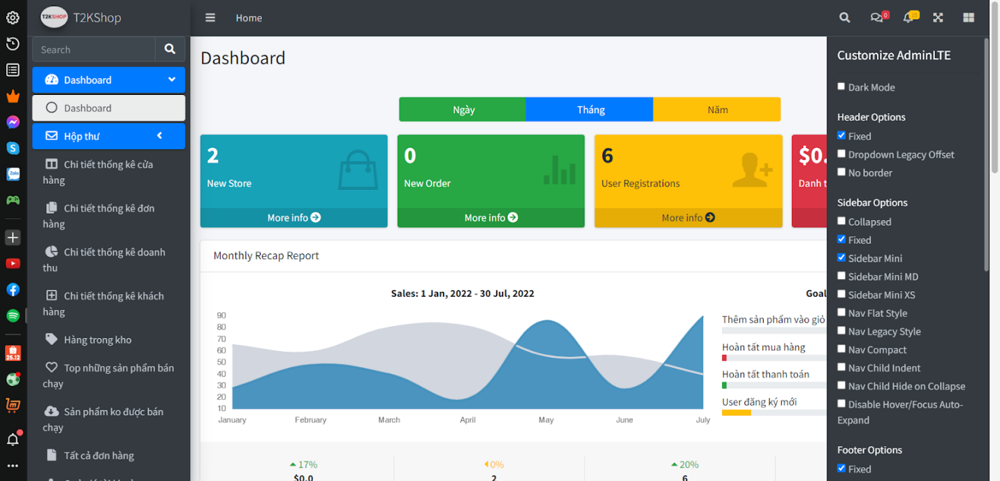 T2KSHOP
T2KShop
Home
0
15
Search
Dashboard
Dashboard
Hộp thư
Chi tiết thống kê cửa
hàng
Chi tiết thống kê đơn
hàng
Chi tiết thống kê doanh
thu
Chi tiết thống kê khách
hàng
Hàng trong kho
Top những sản phẩm bán
chạy
Sản phẩm ko được bán
chạy
Tất cả đơn hàng
S
Zalo
25.12
Dashboard
Ngày
Tháng
Năm
2
New Store
More info
0
New Order
More info
6
User Registrations
More info
$0.
Danh t
Monthly Recap Report
Sales: 1 Jan, 2022 - 30 Jul, 2022
90
80
70
60
50
40
30
20
10
January February March April May June July
Goal
Thêm sản phẩm vào giỏ
Hoàn tất mua hàng
Hoàn tất thanh toán
User đăng ký mới
17%
$0.0
0%
2
20%
6
Customize AdminLTE
Dark Mode
Header Options
Fixed
Dropdown Legacy Offset
No border
Sidebar Options
Collapsed
Fixed
Sidebar Mini
Sidebar Mini MD
Sidebar Mini XS
Nav Flat Style
Nav Legacy Style
Nav Compact
Nav Child Indent
Nav Child Hide on Collapse
Disable Hover/Focus Auto-
Expand
Footer Options
Fixed